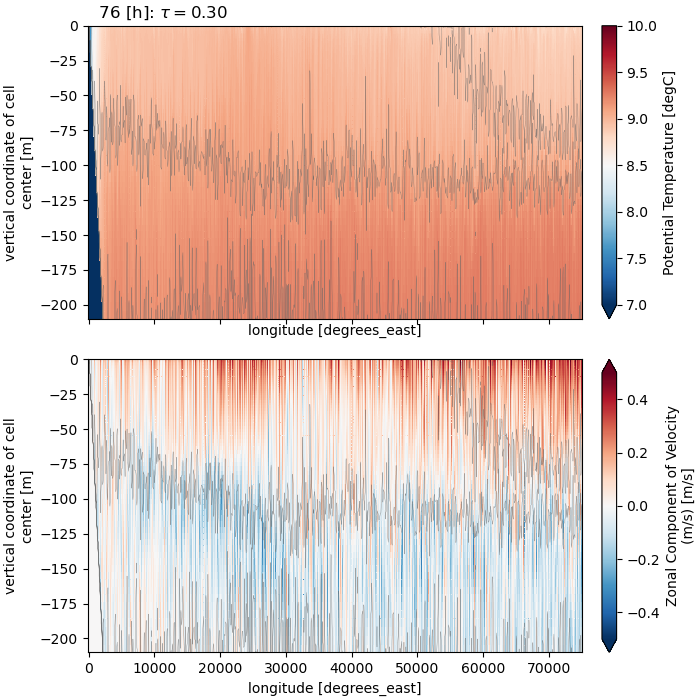 76 [h]: τ = 0.30
0
−25
−50
−75
−100
−125
−150
−175
−200
vertical coordinate of cell
center [m]
longitude [degrees_east]
10.0
9.5
9.0
8.5
8.0
7.5
7.0
Potential Temperature [degC]
0
−25
−50
−75
−100
−125
−150
−175
−200
vertical coordinate of cell
center [m]
0 10000 20000 30000 40000 50000 60000 70000
longitude [degrees_east]
0.4
0.2
0.0
−0.2
−0.4
Zonal Component of Velocity
(m/s) [m/s]